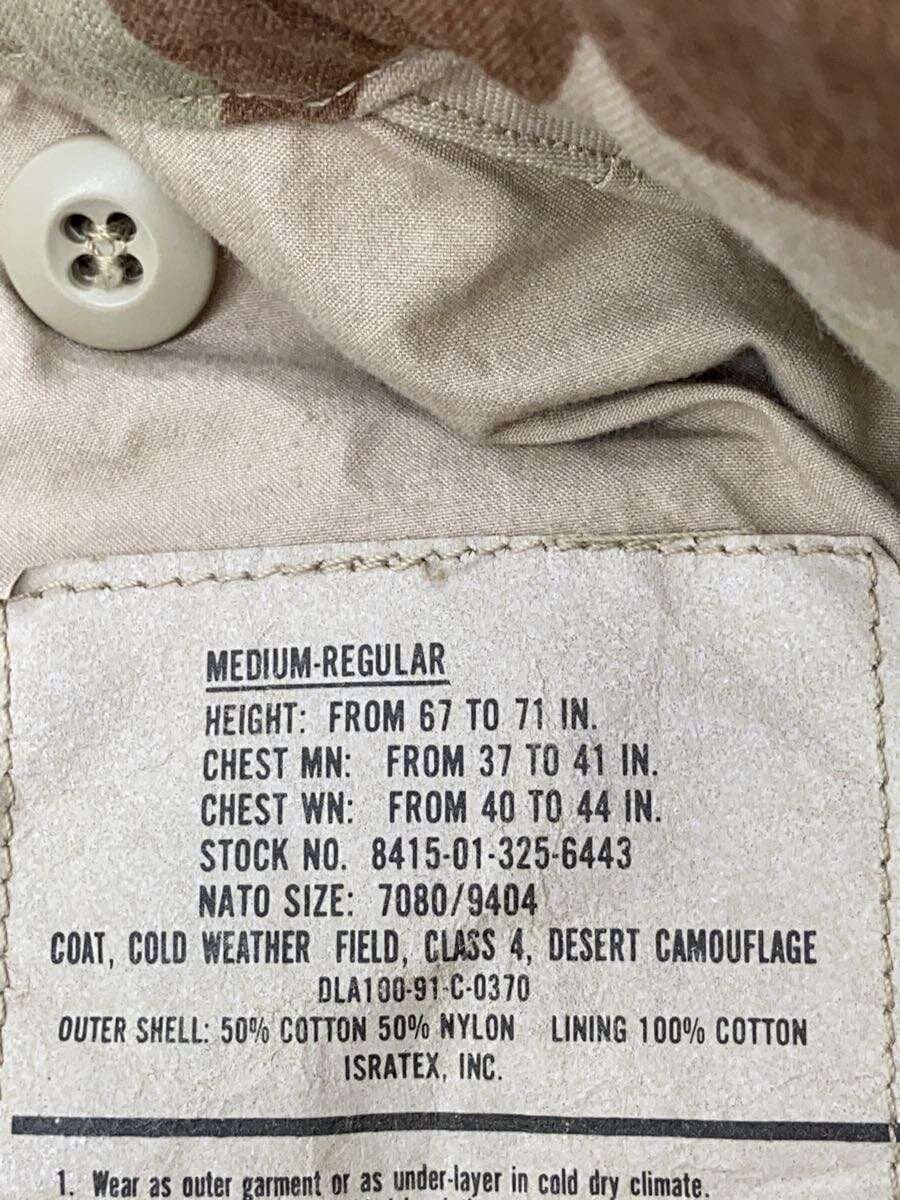 MEDIUM-REGULAR
HEIGHT: FROM 67 TO 71 IN.
CHEST MN: FROM 37 TO 41 IN.
CHEST WN: FROM 40 TO 44 IN.
STOCK NO. 8415-01-325-6443
NATO SIZE: 7080/9404
COAT, COLD WEATHER FIELD, CLASS 4, DESERT CAMOUFLAGE
DLA100-91-C-0370
OUTER SHELL: 50% COTTON 50% NYLON LINING 100% COTTON
ISRATEX, INC.
1. Wear as outer garment or as under-layer in cold dry climate.